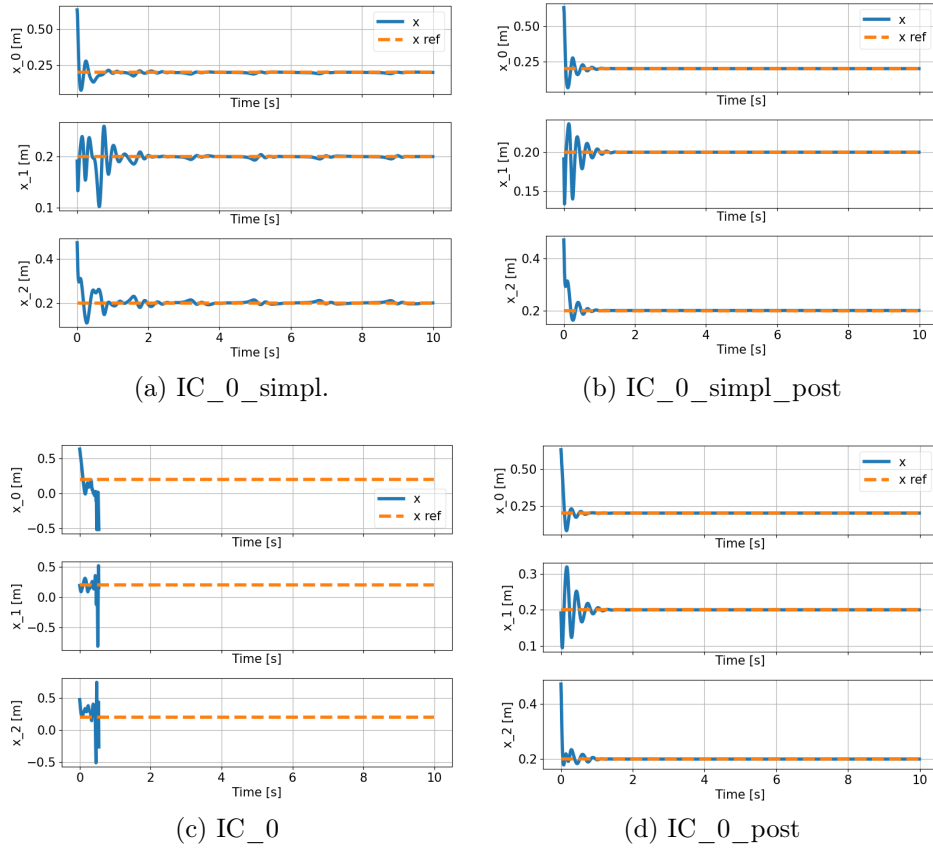 x_0 [m]
0.50
0.25
x
x ref
Time [s]
x_1 [m]
0.2
0.1
Time [s]
x_2 [m]
0.4
0.2
0 2 4 6 8 10
Time [s]
(a) IC_0_simpl.
x_0 [m]
0.50
0.25
x
x ref
Time [s]
x_1 [m]
0.20
0.15
Time [s]
x_2 [m]
0.4
0.2
0 2 4 6 8 10
Time [s]
(b) IC_0_simpl_post
x_0 [m]
0.5
0.0
−0.5
x
x ref
Time [s]
x_1 [m]
0.5
0.0
−0.5
Time [s]
x_2 [m]
0.5
0.0
−0.5
0 2 4 6 8 10
Time [s]
(c) IC_0
x_0 [m]
0.50
0.25
x
x ref
Time [s]
x_1 [m]
0.3
0.2
0.1
Time [s]
x_2 [m]
0.4
0.2
0 2 4 6 8 10
Time [s]
(d) IC_0_post